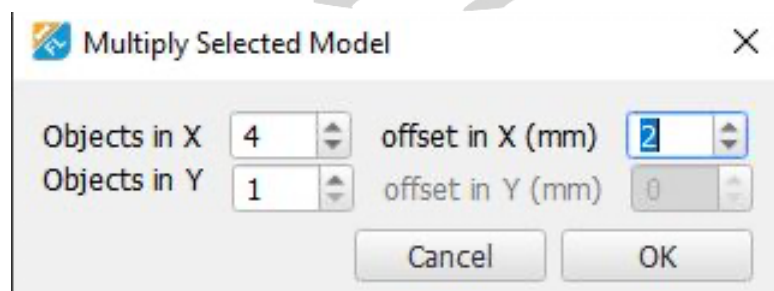 FL Multiply Selected Model
Objects in X 4 offset in X (mm) 2
Objects in Y 1 offset in Y (mm) 0
Cancel OK